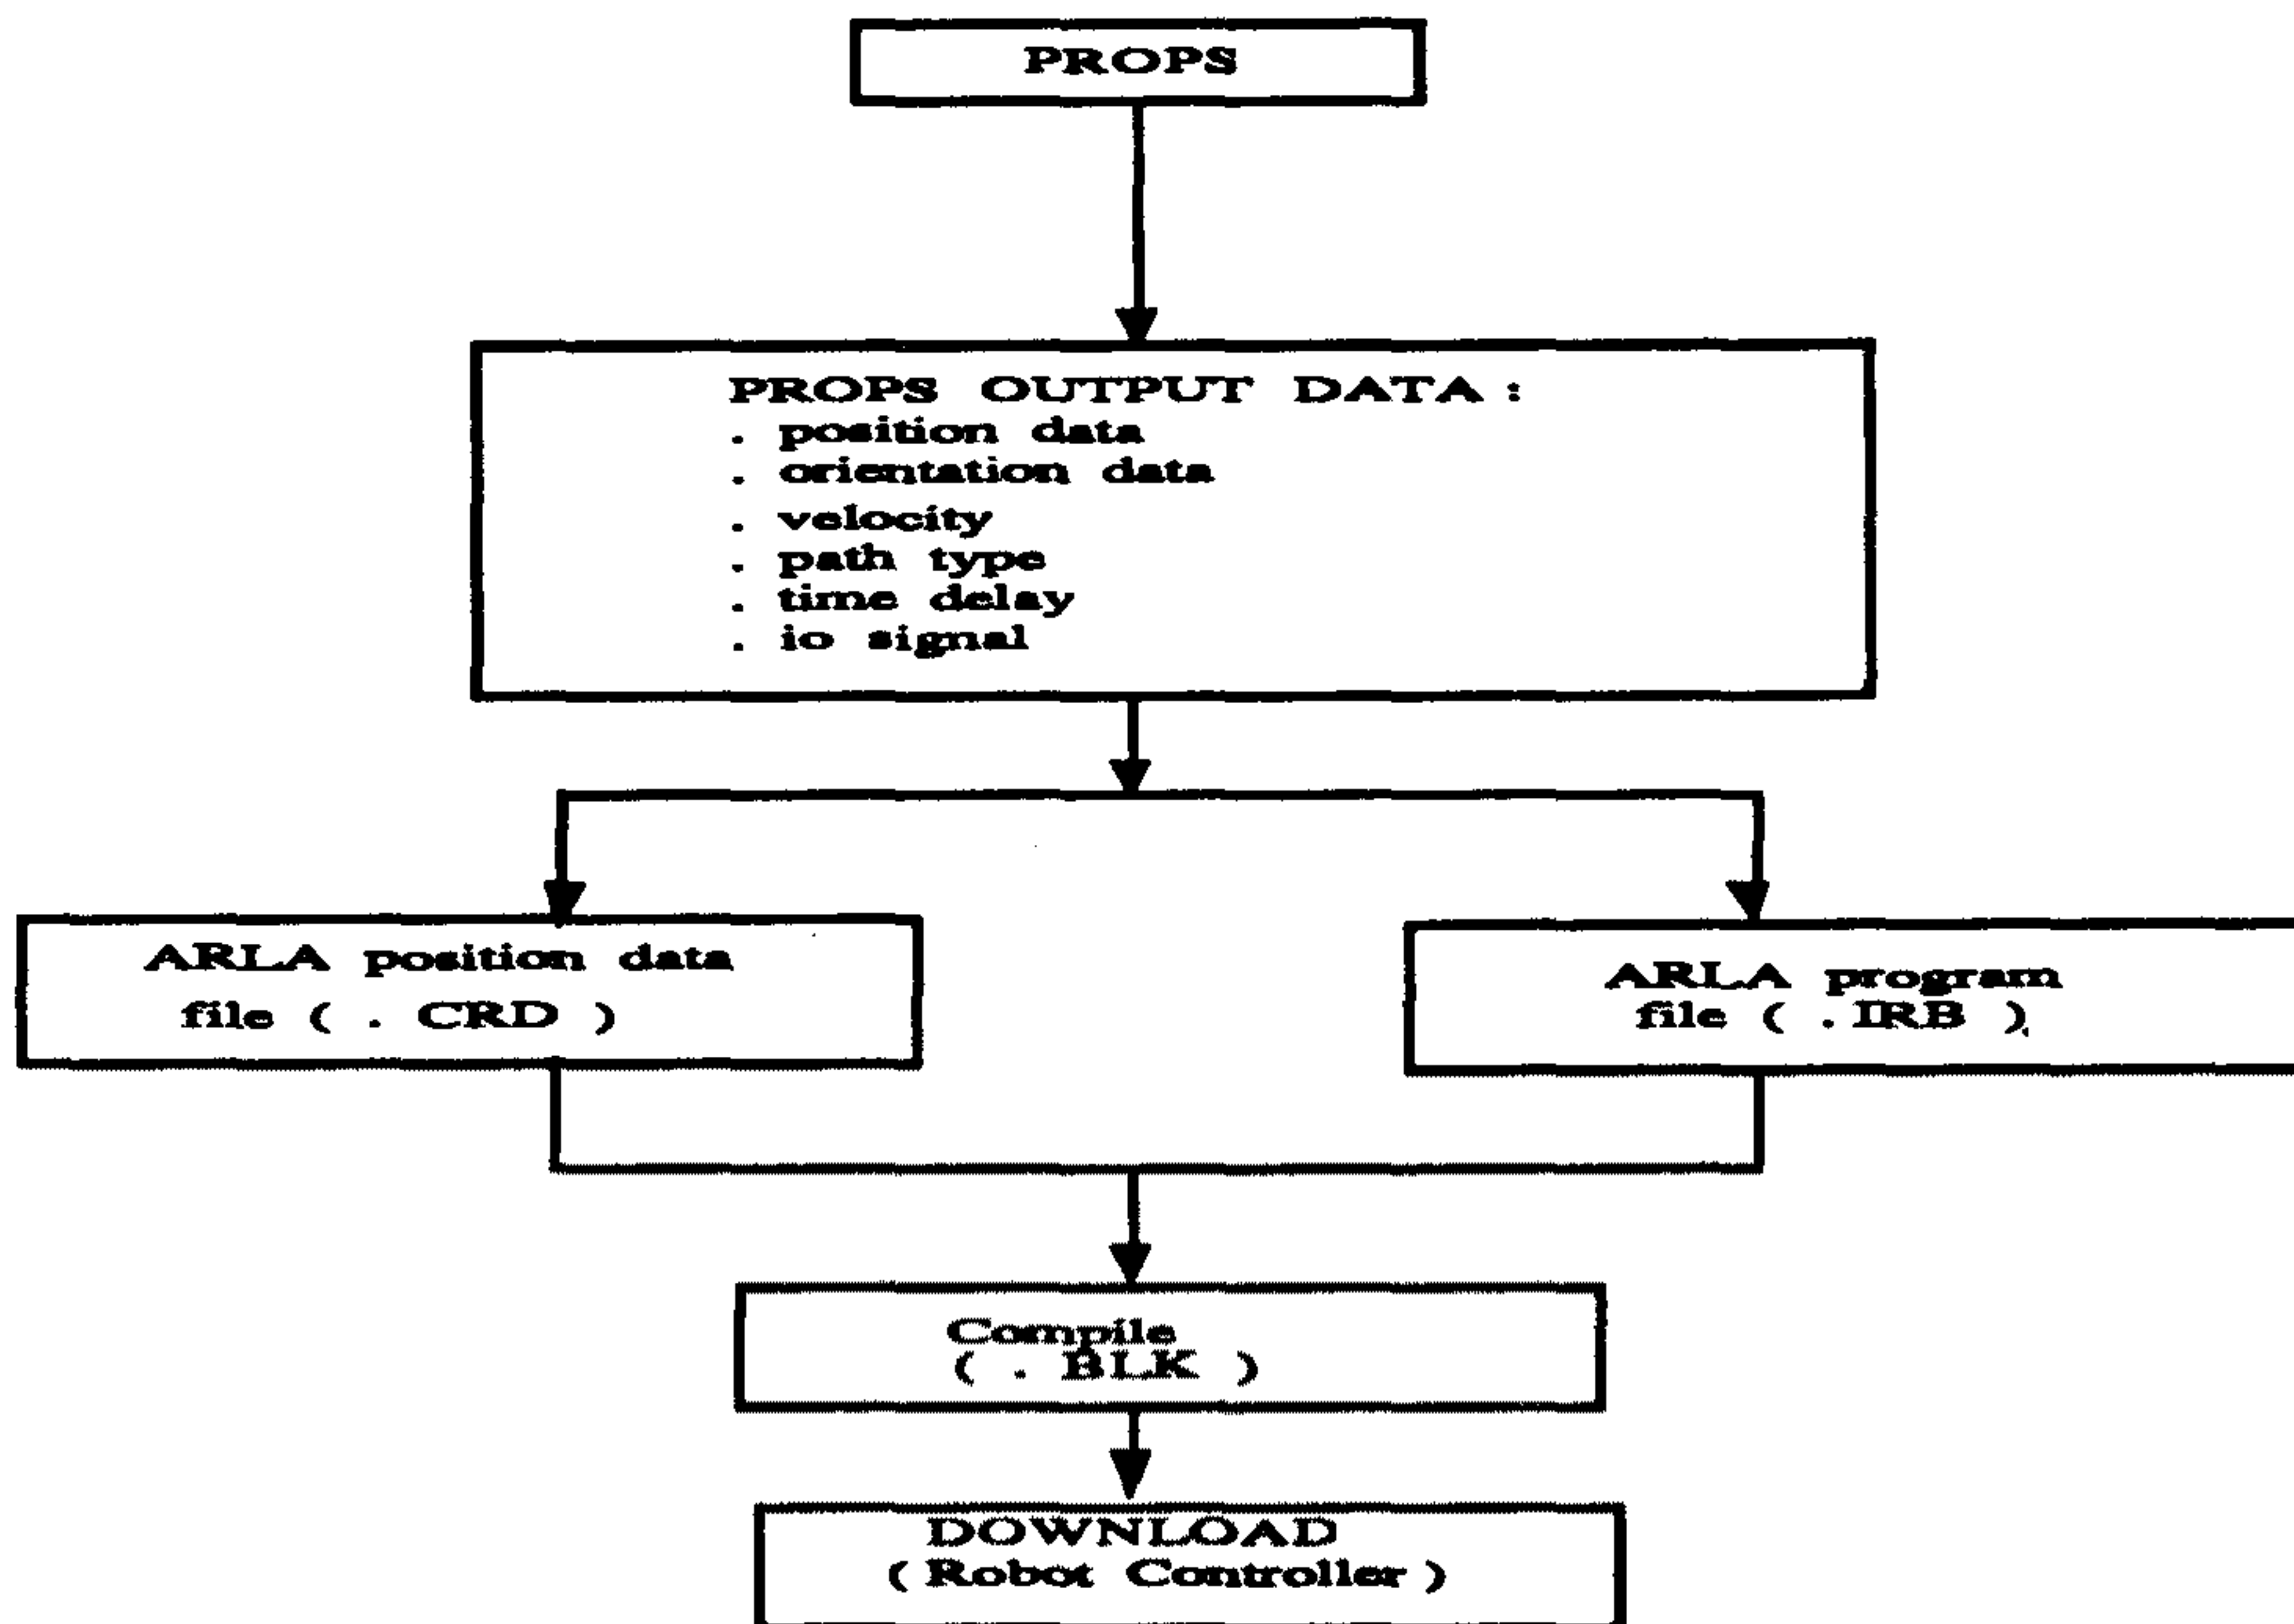 PROPS
PROPS OUTPUT DATA :
. position data
. orientation data
. velocity
. path type
. time delay
. io signal
ARLA position data
file ( . CRD )
ARLA program
file ( . IRB )
Compile
( . BLK )
DOWNLOAD
( Robot Controller )